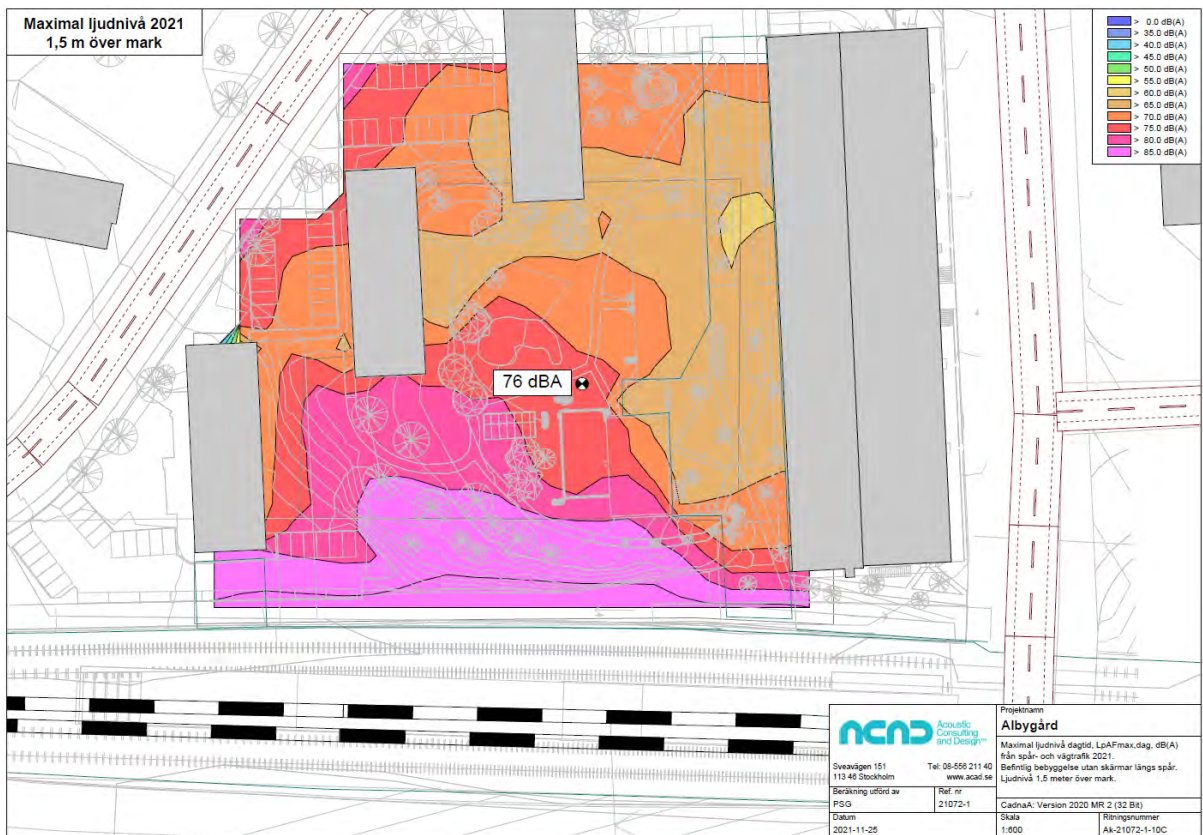 Maximal ljudnivå 2021
1,5 m över mark
> 0.0 dB(A)
> 35.0 dB(A)
> 40.0 dB(A)
> 45.0 dB(A)
> 50.0 dB(A)
> 55.0 dB(A)
> 60.0 dB(A)
> 65.0 dB(A)
> 70.0 dB(A)
> 75.0 dB(A)
> 80.0 dB(A)
> 85.0 dB(A)
76 dBA
ACAD
Acoustic
Consulting
and Design
Sveavägen 151
113 46 Stockholm
Tel: 08-556 211 40
www.acad.se
Beräkning utförd av
PSG
Ref. nr
21072-1
Datum
2021-11-25
Projektnamn
Albygård
Maximal ljudnivå dagtid, LpAFmax,dag, dB(A)
från spår- och vägtrafik 2021.
Befintlig bebyggelse utan skärmar längs spår.
Ljudnivå 1,5 meter över mark.
CadnaA: Version 2020 MR 2 (32 Bit)
Skala
1:600
Ritningsnummer
Ak-21072-1-10C